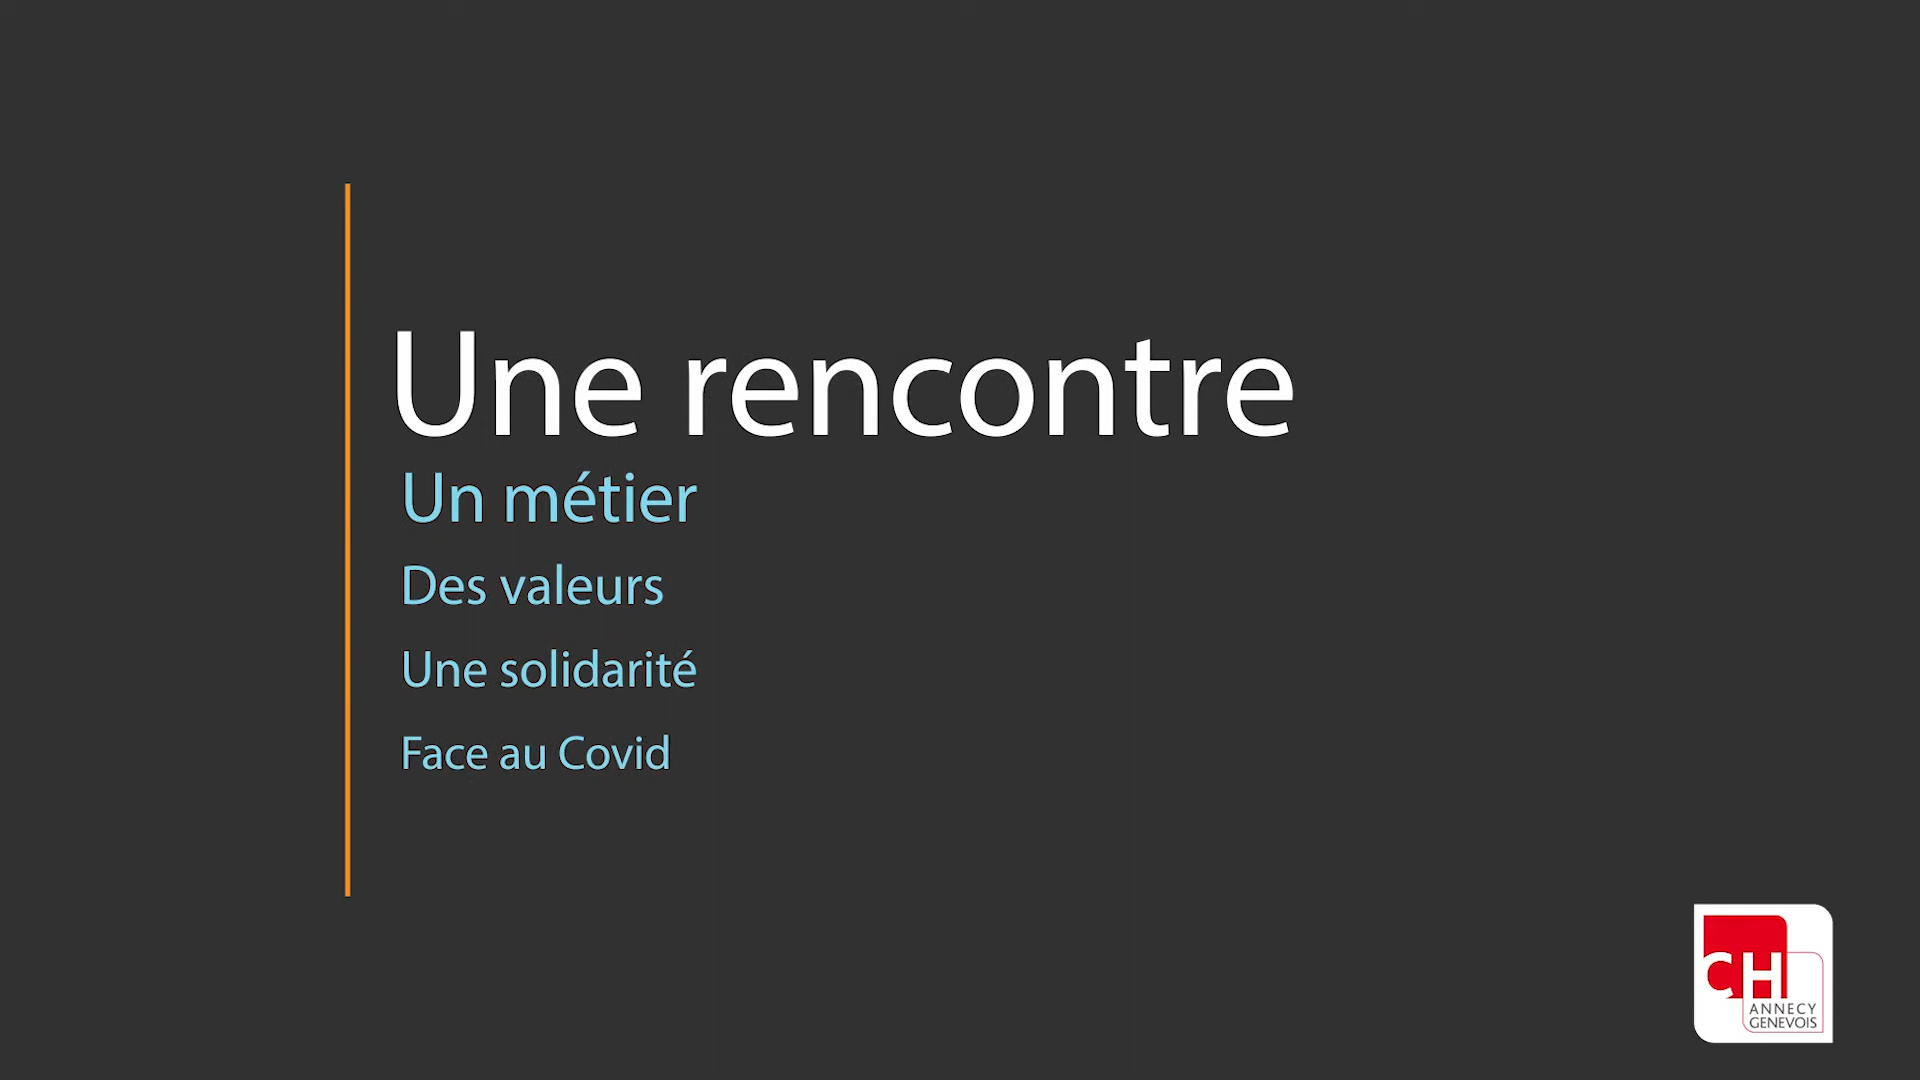 Une rencontre
Un métier
Des valeurs
Une solidarité
Face au Covid
CH
ANNECY
GENEVOIS